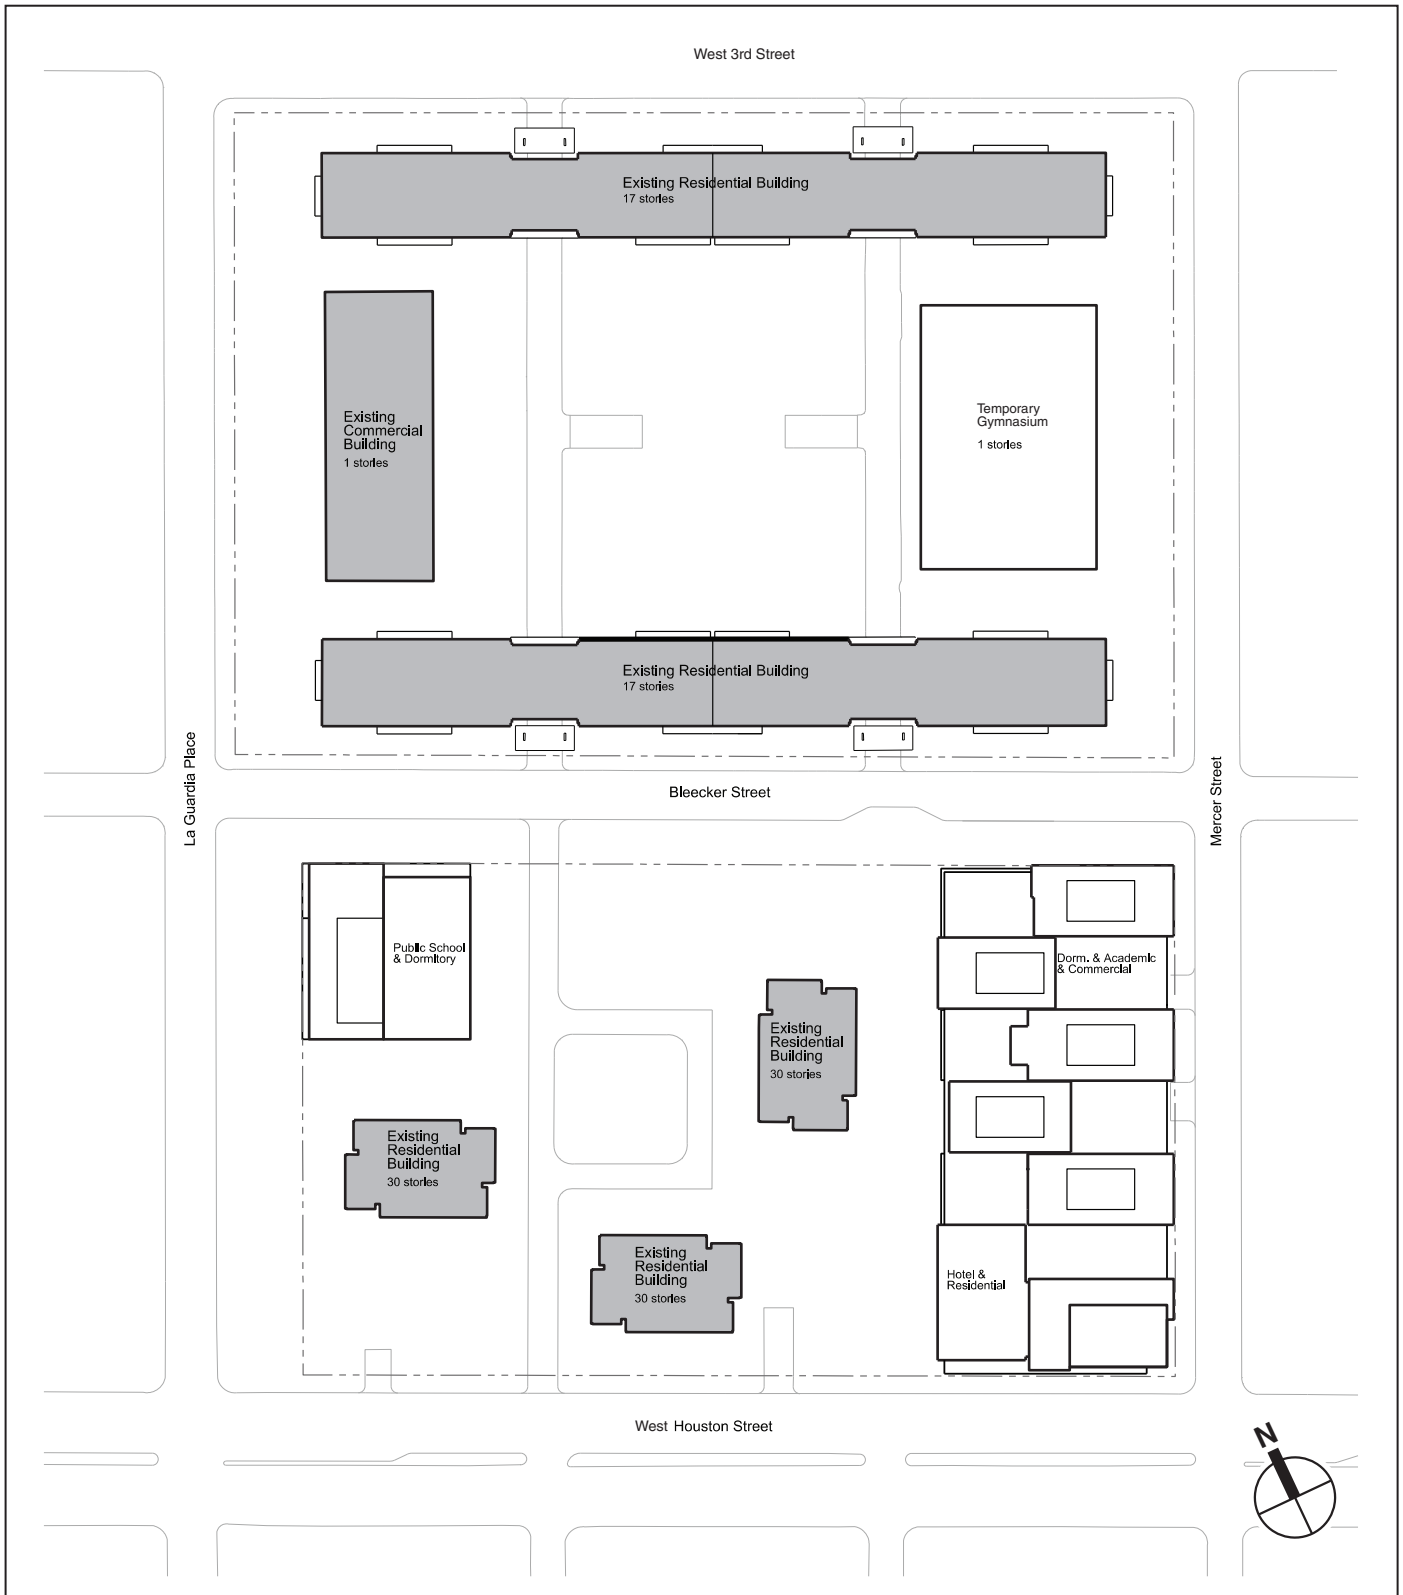 West 3rd Street
Existing Residential Building
17 stories
Existing
Commercial
Building
1 stories
Temporary
Gymnasium
1 stories
Existing Residential Building
17 stories
La Guardia Place
Mercer Street
Bleecker Street
Public School
& Dormitory
Dorm. & Academic
& Commercial
Existing
Residential
Building
30 stories
Existing
Residential
Building
30 stories
Existing
Residential
Building
30 stories
Hotel &
Residential
West Houston Street
N